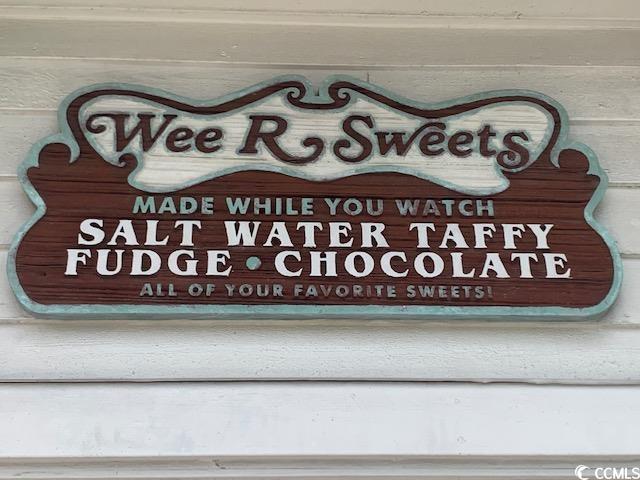 Wee R Sweets
MADE WHILE YOU WATCH
SALT WATER TAFFY
FUDGE · CHOCOLATE
ALL OF YOUR FAVORITE SWEETS!
CCMLS